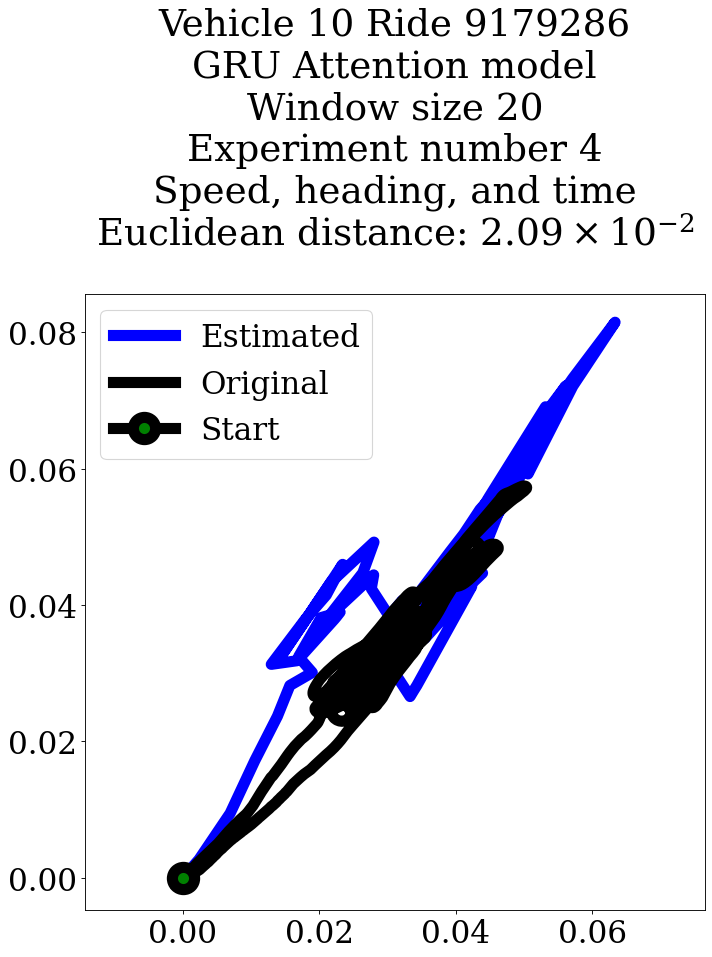 Vehicle 10 Ride 9179286
GRU Attention model
Window size 20
Experiment number 4
Speed, heading, and time
Euclidean distance: 2.09 × 10⁻²
Estimated
Original
Start
0.08
0.06
0.04
0.02
0.00
0.00 0.02 0.04 0.06